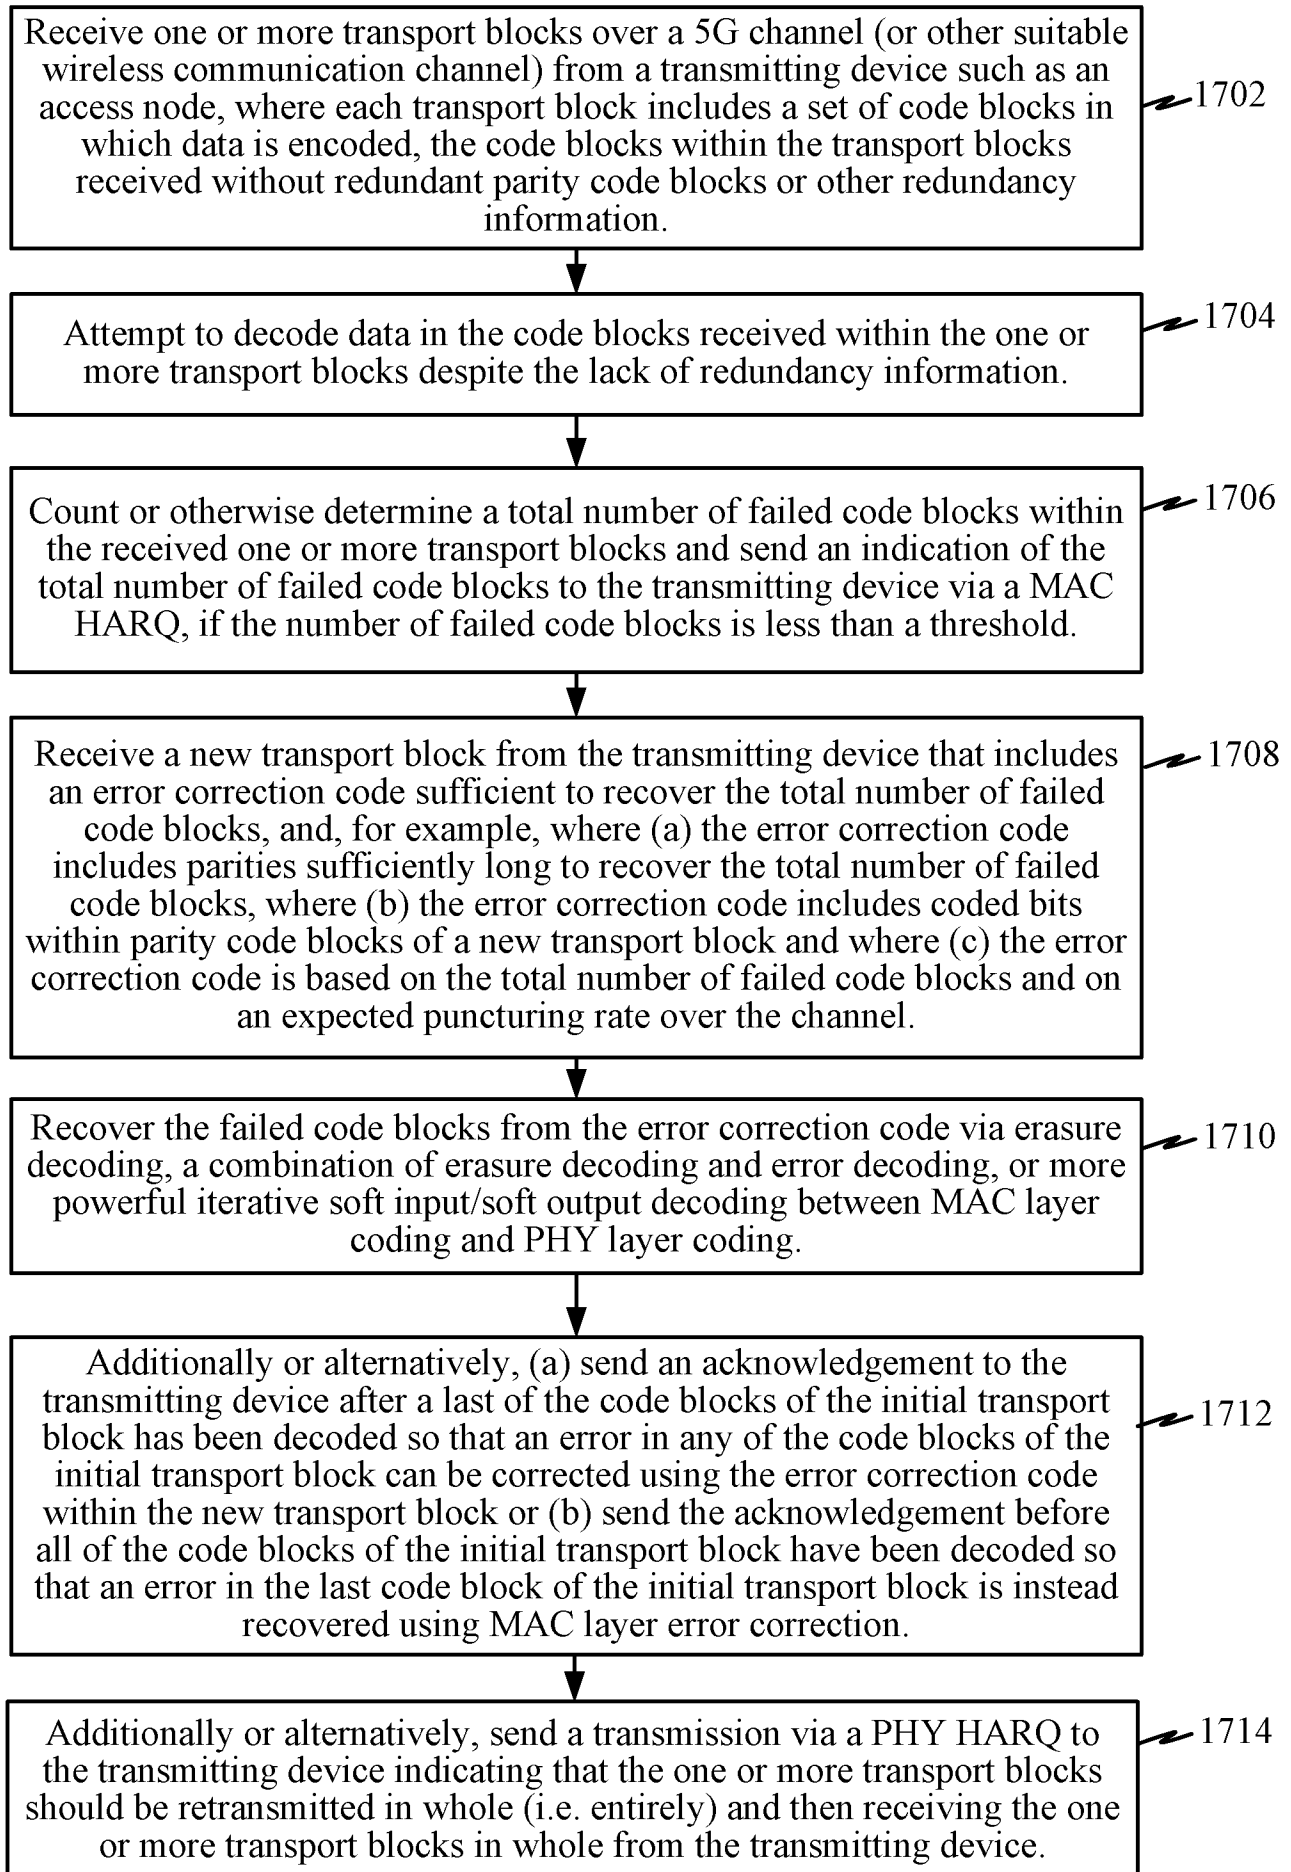 Receive one or more transport blocks over a 5G channel (or other suitable
wireless communication channel) from a transmitting device such as an
access node, where each transport block includes a set of code blocks in
which data is encoded, the code blocks within the transport blocks
received without redundant parity code blocks or other redundancy
information.
1702
Attempt to decode data in the code blocks received within the one or
more transport blocks despite the lack of redundancy information.
1704
Count or otherwise determine a total number of failed code blocks within
the received one or more transport blocks and send an indication of the
total number of failed code blocks to the transmitting device via a MAC
HARQ, if the number of failed code blocks is less than a threshold.
1706
Receive a new transport block from the transmitting device that includes
an error correction code sufficient to recover the total number of failed
code blocks, and, for example, where (a) the error correction code
includes parities sufficiently long to recover the total number of failed
code blocks, where (b) the error correction code includes coded bits
within parity code blocks of a new transport block and where (c) the error
correction code is based on the total number of failed code blocks and on
an expected puncturing rate over the channel.
1708
Recover the failed code blocks from the error correction code via erasure
decoding, a combination of erasure decoding and error decoding, or more
powerful iterative soft input/soft output decoding between MAC layer
coding and PHY layer coding.
1710
Additionally or alternatively, (a) send an acknowledgement to the
transmitting device after a last of the code blocks of the initial transport
block has been decoded so that an error in any of the code blocks of the
initial transport block can be corrected using the error correction code
within the new transport block or (b) send the acknowledgement before
all of the code blocks of the initial transport block have been decoded so
that an error in the last code block of the initial transport block is instead
recovered using MAC layer error correction.
1712
Additionally or alternatively, send a transmission via a PHY HARQ to
the transmitting device indicating that the one or more transport blocks
should be retransmitted in whole (i.e. entirely) and then receiving the one
or more transport blocks in whole from the transmitting device.
1714